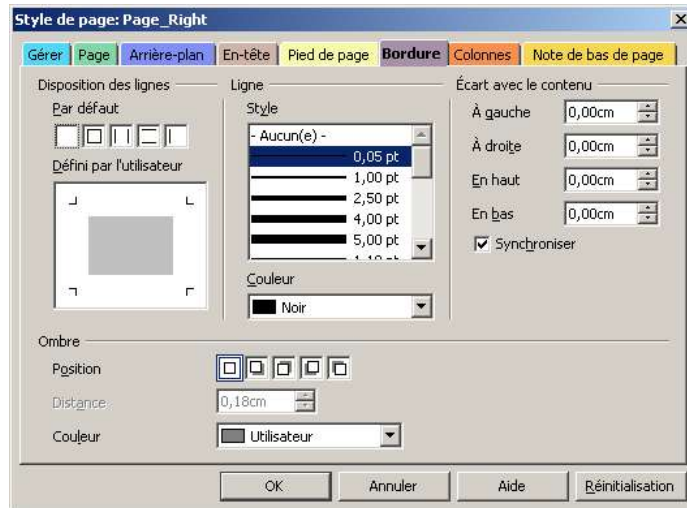 Style de page: Page_Right
Gérer Page Arrière-plan En-tête Pied de page Bordure Colonnes Note de bas de page
Disposition des lignes
Par défaut
Défini par l'utilisateur
Ligne
Style
- Aucun(e) -
0,05 pt
1,00 pt
2,50 pt
4,00 pt
5,00 pt
1,10 pt
Couleur
Noir
Écart avec le contenu
À gauche 0,00cm
À droite 0,00cm
En haut 0,00cm
En bas 0,00cm
Synchroniser
Ombre
Position
Distance 0,18cm
Couleur Utilisateur
OK Annuler Aide Réinitialisation